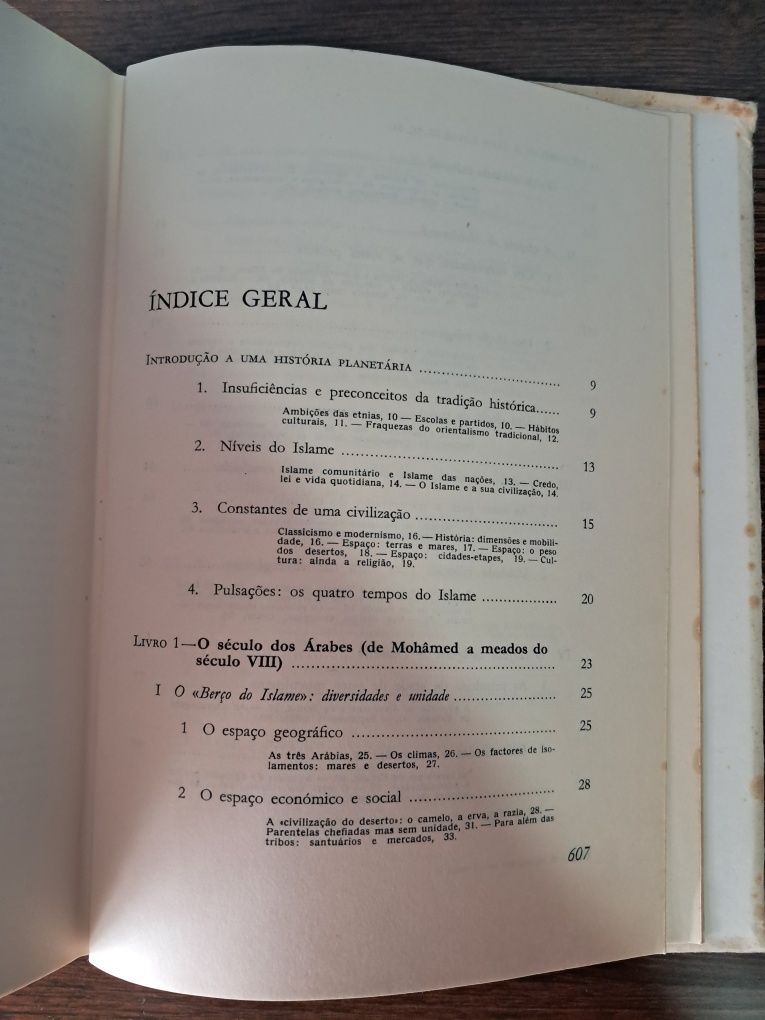 ÍNDICE GERAL
INTRODUÇÃO A UMA HISTÓRIA PLANETÁRIA ........................ 9
1. Insuficiências e preconceitos da tradição histórica...... 9
Ambições das etnias, 10 — Escolas e partidos, 10. — Hábitos
culturais, 11. — Fraquezas do orientalismo tradicional, 12.
2. Níveis do Islame ........................ 13
Islame comunitário e Islame das nações, 13. — Credo,
lei e vida quotidiana, 14. — O Islame e a sua civilização, 14.
3. Constantes de uma civilização ........................ 15
Classicismo e modernismo, 16. — História: dimensões e mobili-
dade, 16. — Espaço: terras e mares, 17. — Espaço: o peso
dos desertos, 18. — Espaço: cidades-etapes, 19. — Cul-
tura: ainda a religião, 19.
4. Pulsações: os quatro tempos do Islame .................. 20
LIVRO 1 — O século dos Árabes (de Mohâmed a meados do
século VIII) ........................ 23
I O «Berço do Islame»: diversidades e unidade ........................ 25
1 O espaço geográfico ........................ 25
As três Arábias, 25. — Os climas, 26. — Os factores de iso-
lamentos: mares e desertos, 27.
2 O espaço económico e social ........................ 28
A «civilização do deserto»: o camelo, a erva, a razia, 28. —
Parentelas chefiadas mas sem unidade, 31. — Para além das
tribos: santuários e mercados, 33.
607